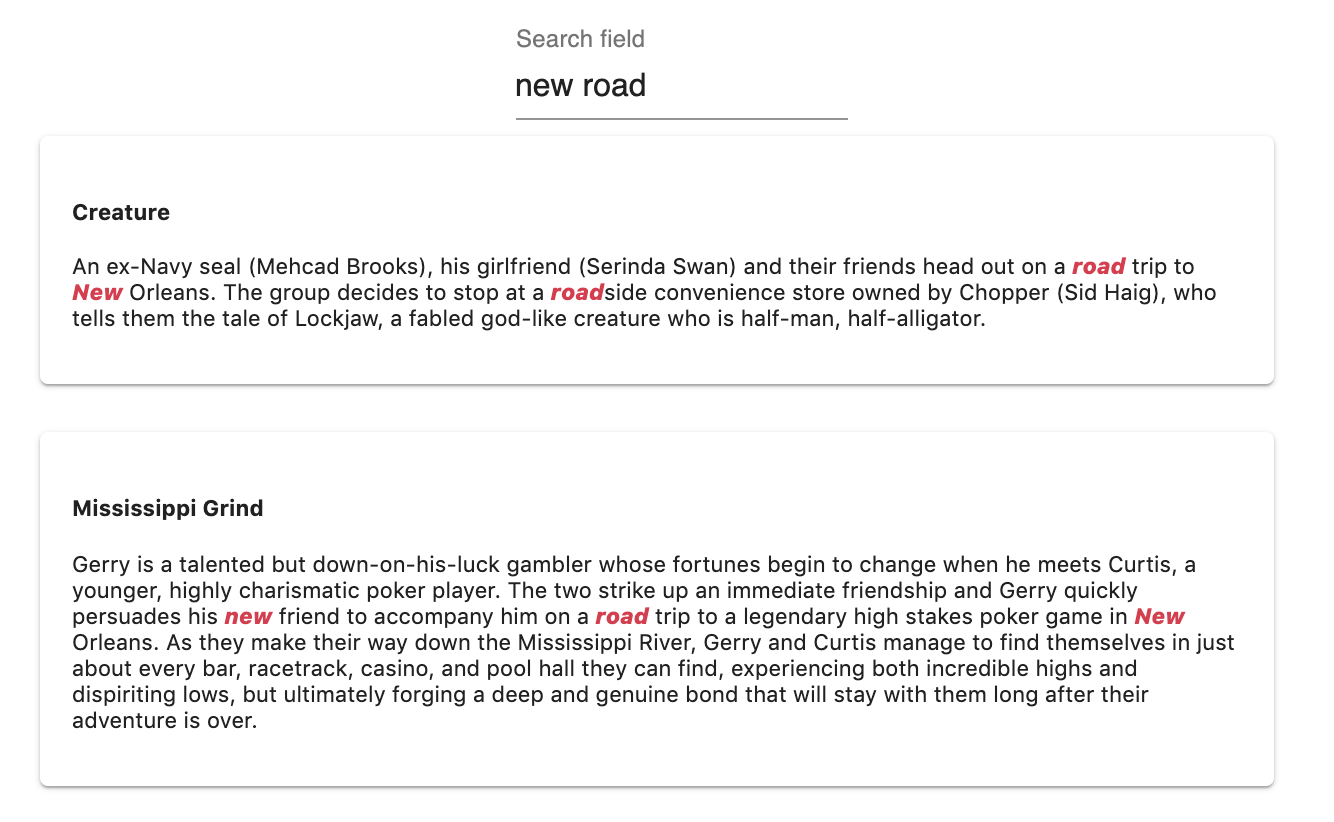 Search field
new road
Creature
An ex-Navy seal (Mehcad Brooks), his girlfriend (Serinda Swan) and their friends head out on a road trip to
New Orleans. The group decides to stop at a roadside convenience store owned by Chopper (Sid Haig), who
tells them the tale of Lockjaw, a fabled god-like creature who is half-man, half-alligator.
Mississippi Grind
Gerry is a talented but down-on-his-luck gambler whose fortunes begin to change when he meets Curtis, a
younger, highly charismatic poker player. The two strike up an immediate friendship and Gerry quickly
persuades his new friend to accompany him on a road trip to a legendary high stakes poker game in New
Orleans. As they make their way down the Mississippi River, Gerry and Curtis manage to find themselves in just
about every bar, racetrack, casino, and pool hall they can find, experiencing both incredible highs and
dispiriting lows, but ultimately forging a deep and genuine bond that will stay with them long after their
adventure is over.